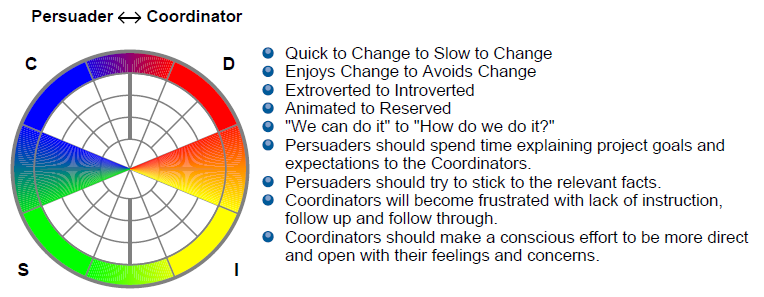 Persuader ↔ Coordinator
C
D
S
I
Quick to Change to Slow to Change
Enjoys Change to Avoids Change
Extroverted to Introverted
Animated to Reserved
"We can do it" to "How do we do it?"
Persuaders should spend time explaining project goals and
expectations to the Coordinators.
Persuaders should try to stick to the relevant facts.
Coordinators will become frustrated with lack of instruction,
follow up and follow through.
Coordinators should make a conscious effort to be more direct
and open with their feelings and concerns.